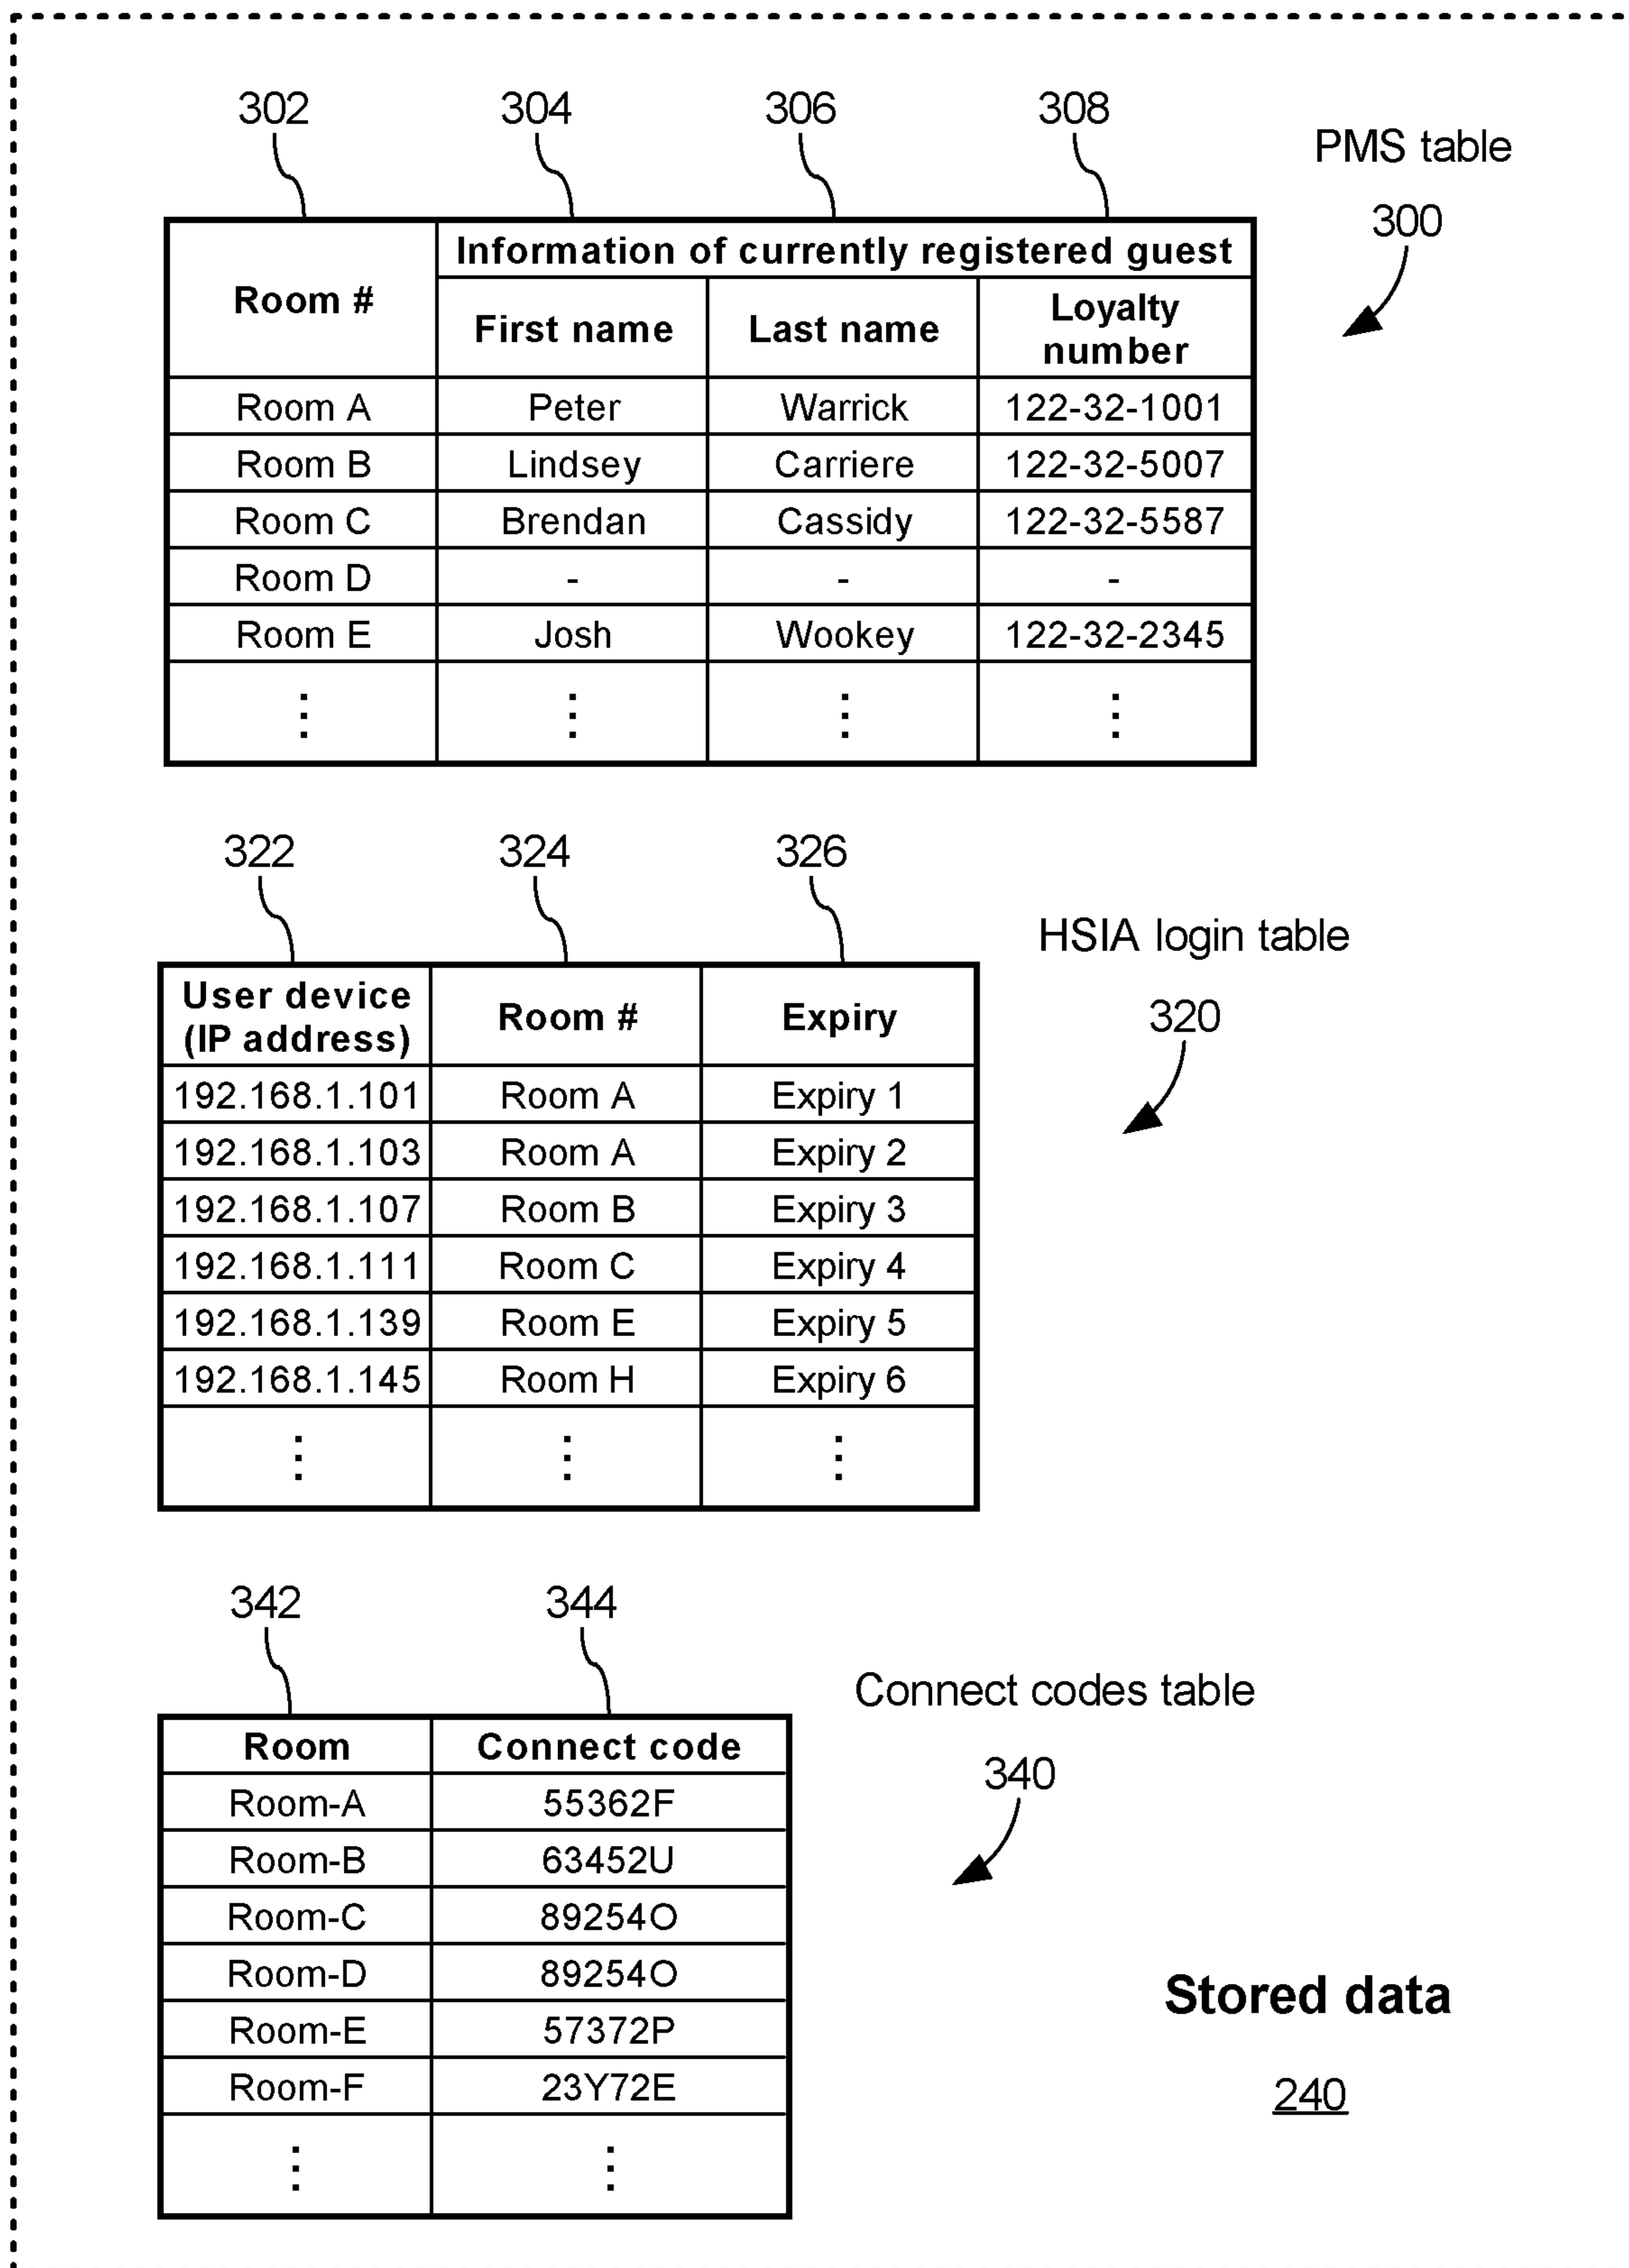 302 304 306 308
PMS table
300
Information of currently registered guest
Room #
First name Last name Loyalty number
Room A Peter Warrick 122-32-1001
Room B Lindsey Carriere 122-32-5007
Room C Brendan Cassidy 122-32-5587
Room D - - -
Room E Josh Wookey 122-32-2345
⋮ ⋮ ⋮ ⋮
322 324 326
HSIA login table
320
User device (IP address) Room # Expiry
192.168.1.101 Room A Expiry 1
192.168.1.103 Room A Expiry 2
192.168.1.107 Room B Expiry 3
192.168.1.111 Room C Expiry 4
192.168.1.139 Room E Expiry 5
192.168.1.145 Room H Expiry 6
⋮ ⋮ ⋮
342 344
Connect codes table
340
Room Connect code
Room-A 55362F
Room-B 63452U
Room-C 89254O
Room-D 89254O
Room-E 57372P
Room-F 23Y72E
⋮ ⋮
Stored data
240